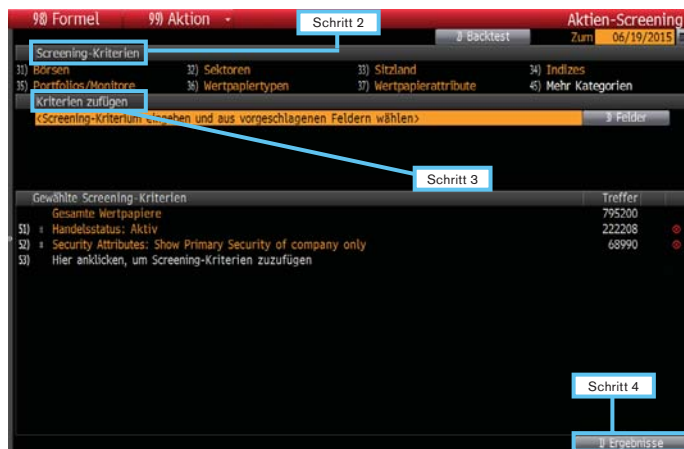 98) Formel 99) Aktion Schritt 2 Aktien-Screening
Backtest Zum 06/19/2015
Screening-Kriterien
31) Börsen 32) Sektoren 33) Sitzland 34) Indizes
35) Portfolios/Monitore 36) Wertpapiertypen 37) Wertpapierattribute 45) Mehr Kategorien
Kriterien zufügen
<Screening-Kriterium eingeben und aus vorgeschlagenen Feldern wählen> 3) Felder
Schritt 3
Gewählte Screening-Kriterien Treffer
Gesamte Wertpapiere 795200
51) Handelsstatus: Aktiv 222208
52) Security Attributes: Show Primary Security of company only 68990
53) Hier anklicken, um Screening-Kriterien zuzufügen
Schritt 4
1) Ergebnisse